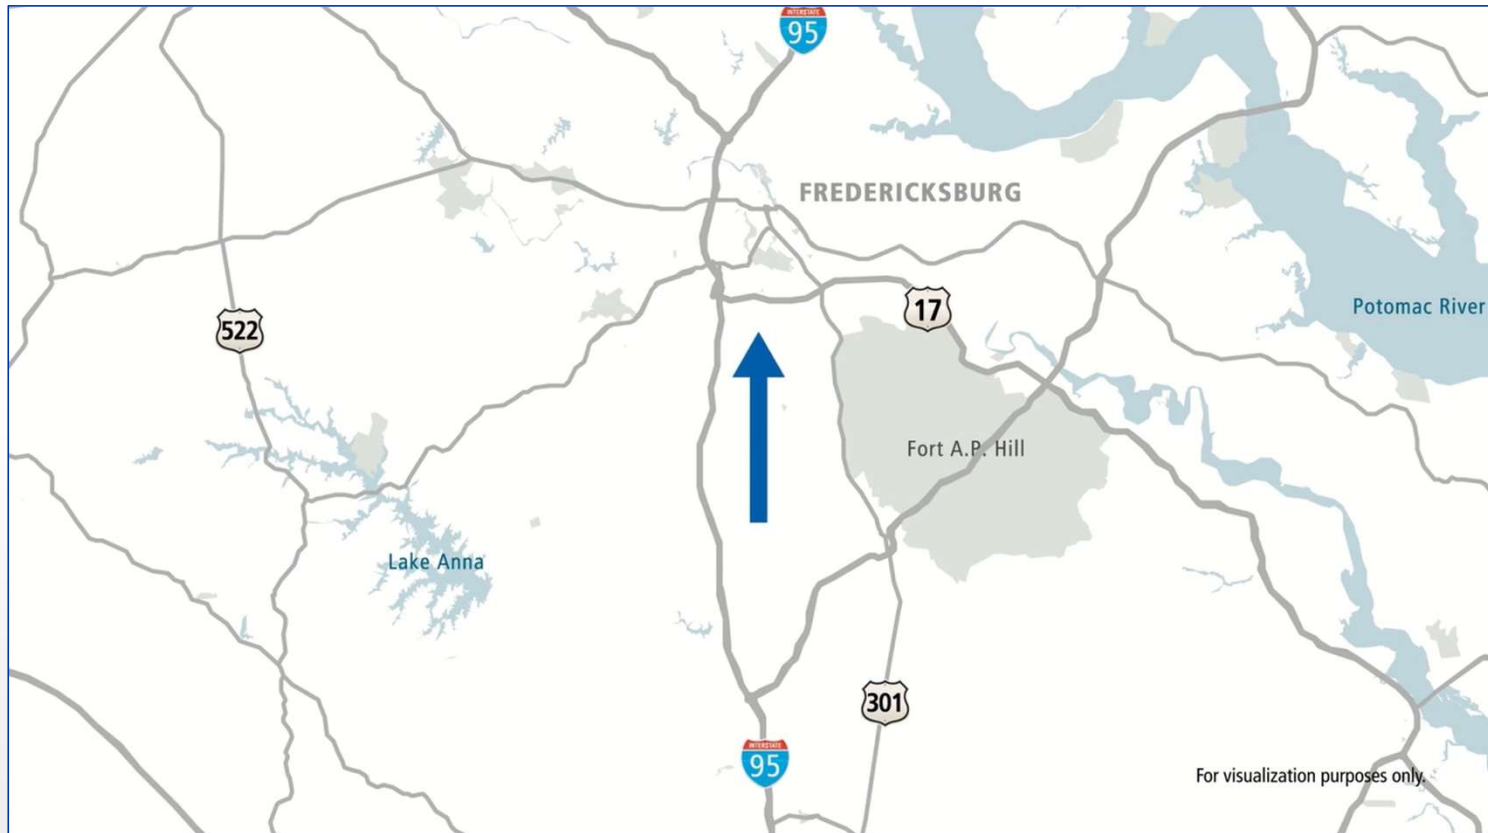 INTERSTATE
95
FREDERICKSBURG
17
Potomac River
522
Fort A.P. Hill
Lake Anna
301
INTERSTATE
95
For visualization purposes only.